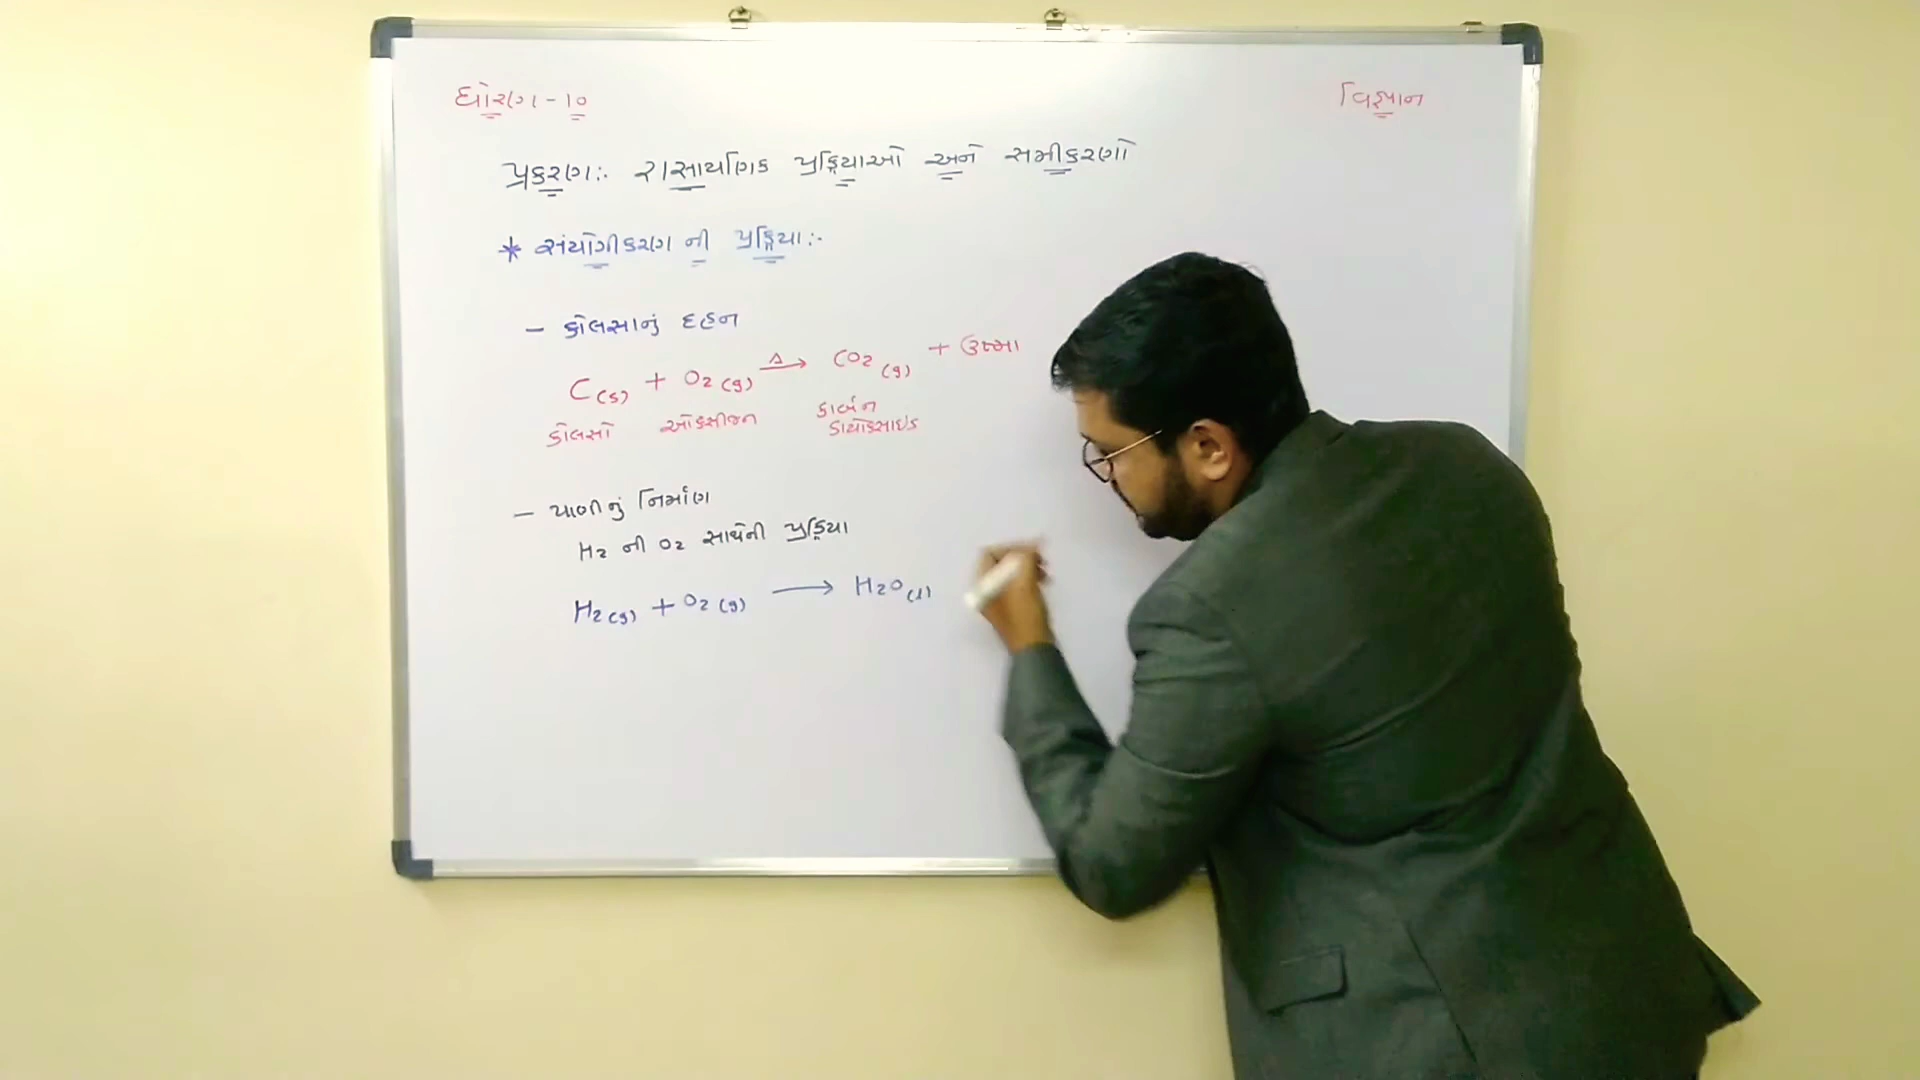 ધોરણ - 10
વિજ્ઞાન
પ્રકરણ:- રાસાયણિક પ્રક્રિયાઓ અને સમીકરણો
* સંયોગીકરણ ની પ્રક્રિયા:-
- કોલસાનું દહન
C(s) + O2(g) —Δ→ CO2(g) + ઉષ્મા
કોલસો ઓક્સીજન કાર્બન
ડાયોક્સાઇડ
- પાણીનું નિર્માણ
H2 ની O2 સાથેની પ્રક્રિયા
H2(g) + O2(g) ⟶ H2O(l)